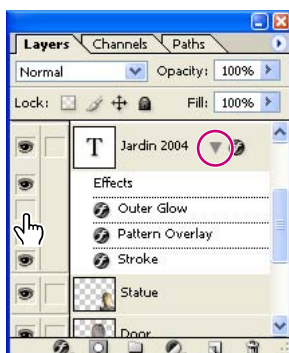 Layers Channels Paths
Normal Opacity: 100%
Lock: Fill: 100%
T Jardin 2004
Effects
Outer Glow
Pattern Overlay
Stroke
Statue
Door